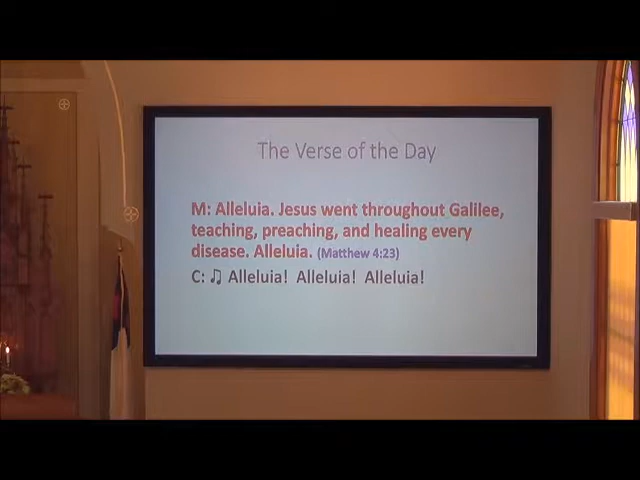 The Verse of the Day
M: Alleluia. Jesus went throughout Galilee,
teaching, preaching, and healing every
disease. Alleluia. (Matthew 4:23)
C: ♫ Alleluia! Alleluia! Alleluia!